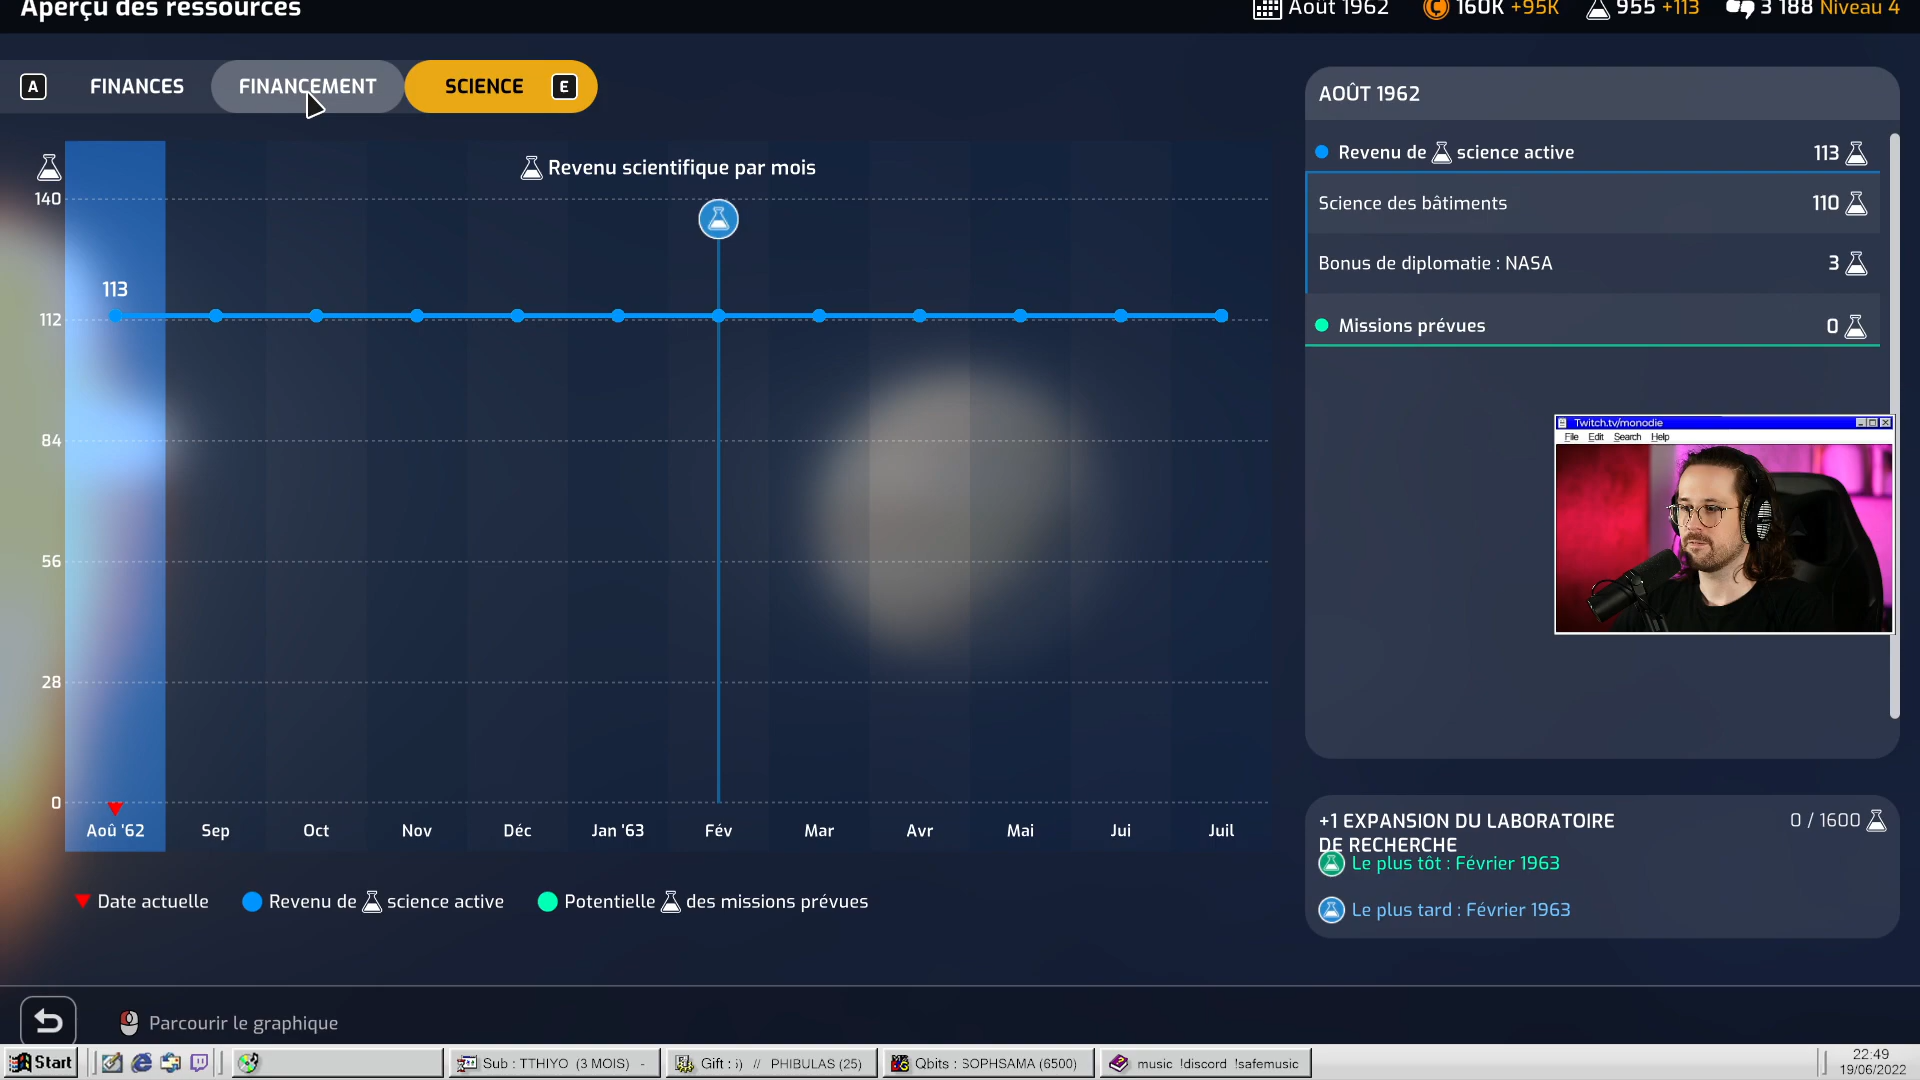 Aperçu des ressources
Août 1962
160K +95K
955 +113
3 188 Niveau 4
A
FINANCES
FINANCEMENT
SCIENCE
E
Revenu scientifique par mois
140
112
84
56
28
0
113
Aoû '62
Sep
Oct
Nov
Déc
Jan '63
Fév
Mar
Avr
Mai
Jui
Juil
Date actuelle
Revenu de science active
Potentielle des missions prévues
AOÛT 1962
Revenu de science active 113
Science des bâtiments 110
Bonus de diplomatie : NASA 3
Missions prévues 0
Twitch.tv/monodie
File Edit Search Help
+1 EXPANSION DU LABORATOIRE DE RECHERCHE
0 / 1600
Le plus tôt : Février 1963
Le plus tard : Février 1963
Parcourir le graphique
Start
Sub : TTHIYO (3 MOIS) -
Gift : ;) // PHIBULAS (25)
Qbits : SOPHSAMA (6500)
music !discord !safemusic
22:49
19/06/2022